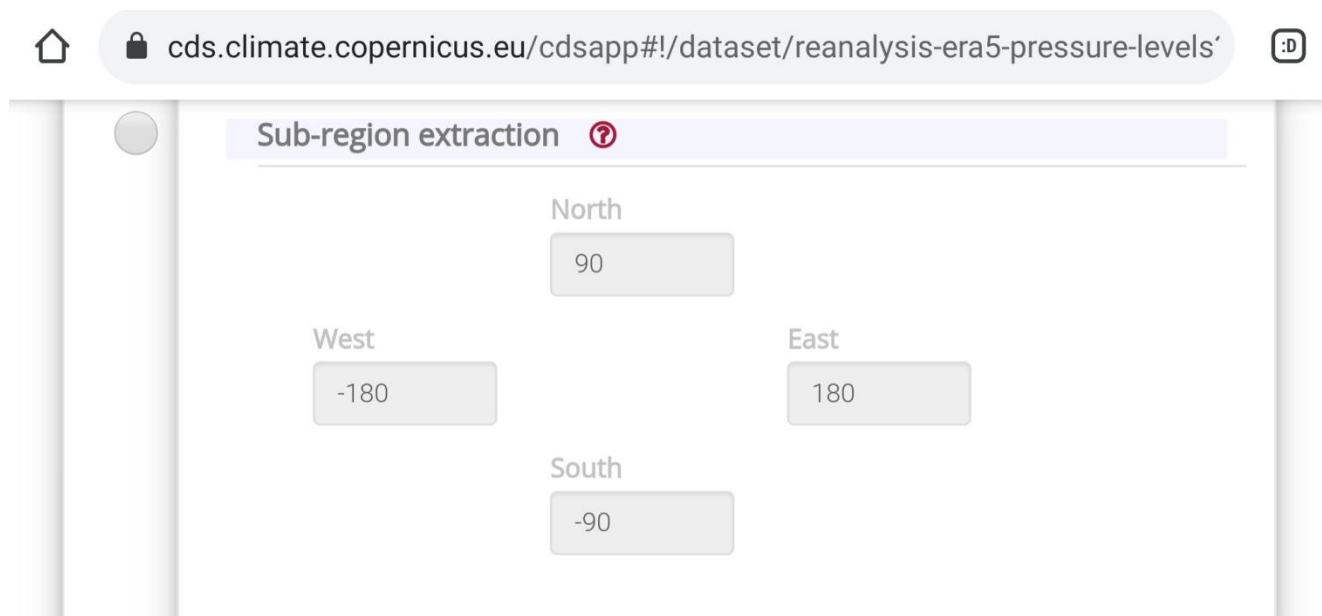 cds.climate.copernicus.eu/cdsapp#!/dataset/reanalysis-era5-pressure-levels
:D
Sub-region extraction ?
North
90
West East
-180 180
South
-90